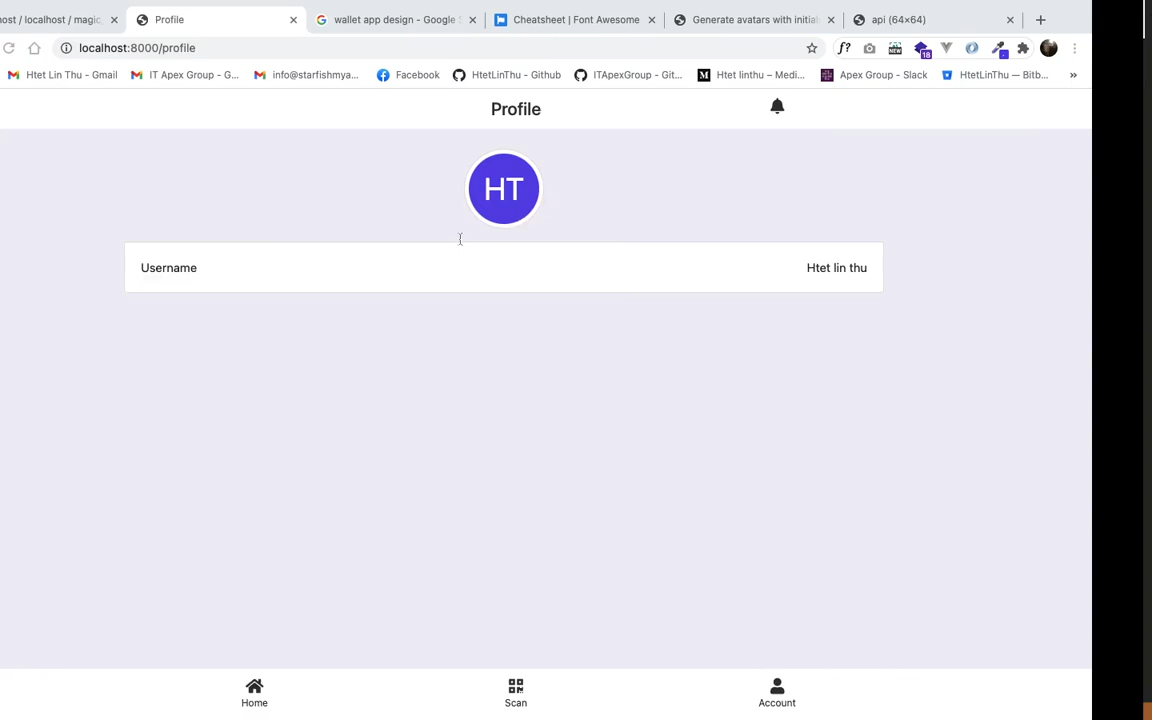 ost / localhost / magic
Profile
wallet app design - Google S
Cheatsheet | Font Awesome
Generate avatars with initial
api (64×64)
localhost:8000/profile
f?
NEW
18
Htet Lin Thu - Gmail
IT Apex Group - G...
info@starfishmya...
Facebook
HtetLinThu - Github
ITApexGroup - Git...
Htet linthu – Medi...
Apex Group - Slack
HtetLinThu — Bitb...
»
Profile
HT
Username
Htet lin thu
Home
Scan
Account